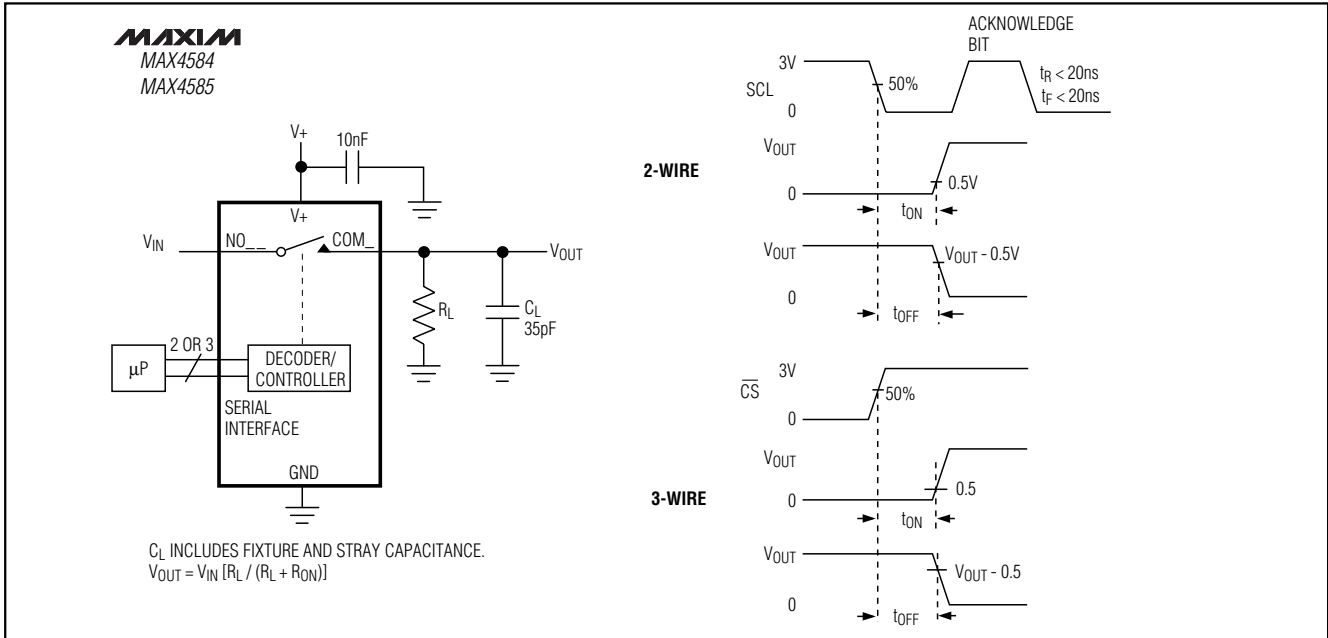 MAXIM
MAX4584
MAX4585
V+
10nF
V+
VIN
NO_ _
COM_
VOUT
RL
CL
35pF
µP
2 OR 3
DECODER/
CONTROLLER
SERIAL
INTERFACE
GND
CL INCLUDES FIXTURE AND STRAY CAPACITANCE.
VOUT = VIN [RL / (RL + RON)]
2-WIRE
ACKNOWLEDGE
BIT
3V
SCL
0
50%
tR < 20ns
tF < 20ns
VOUT
0
0.5V
tON
VOUT
0
VOUT - 0.5V
tOFF
3-WIRE
3V
CS
0
50%
VOUT
0
0.5
tON
VOUT
0
VOUT - 0.5
tOFF